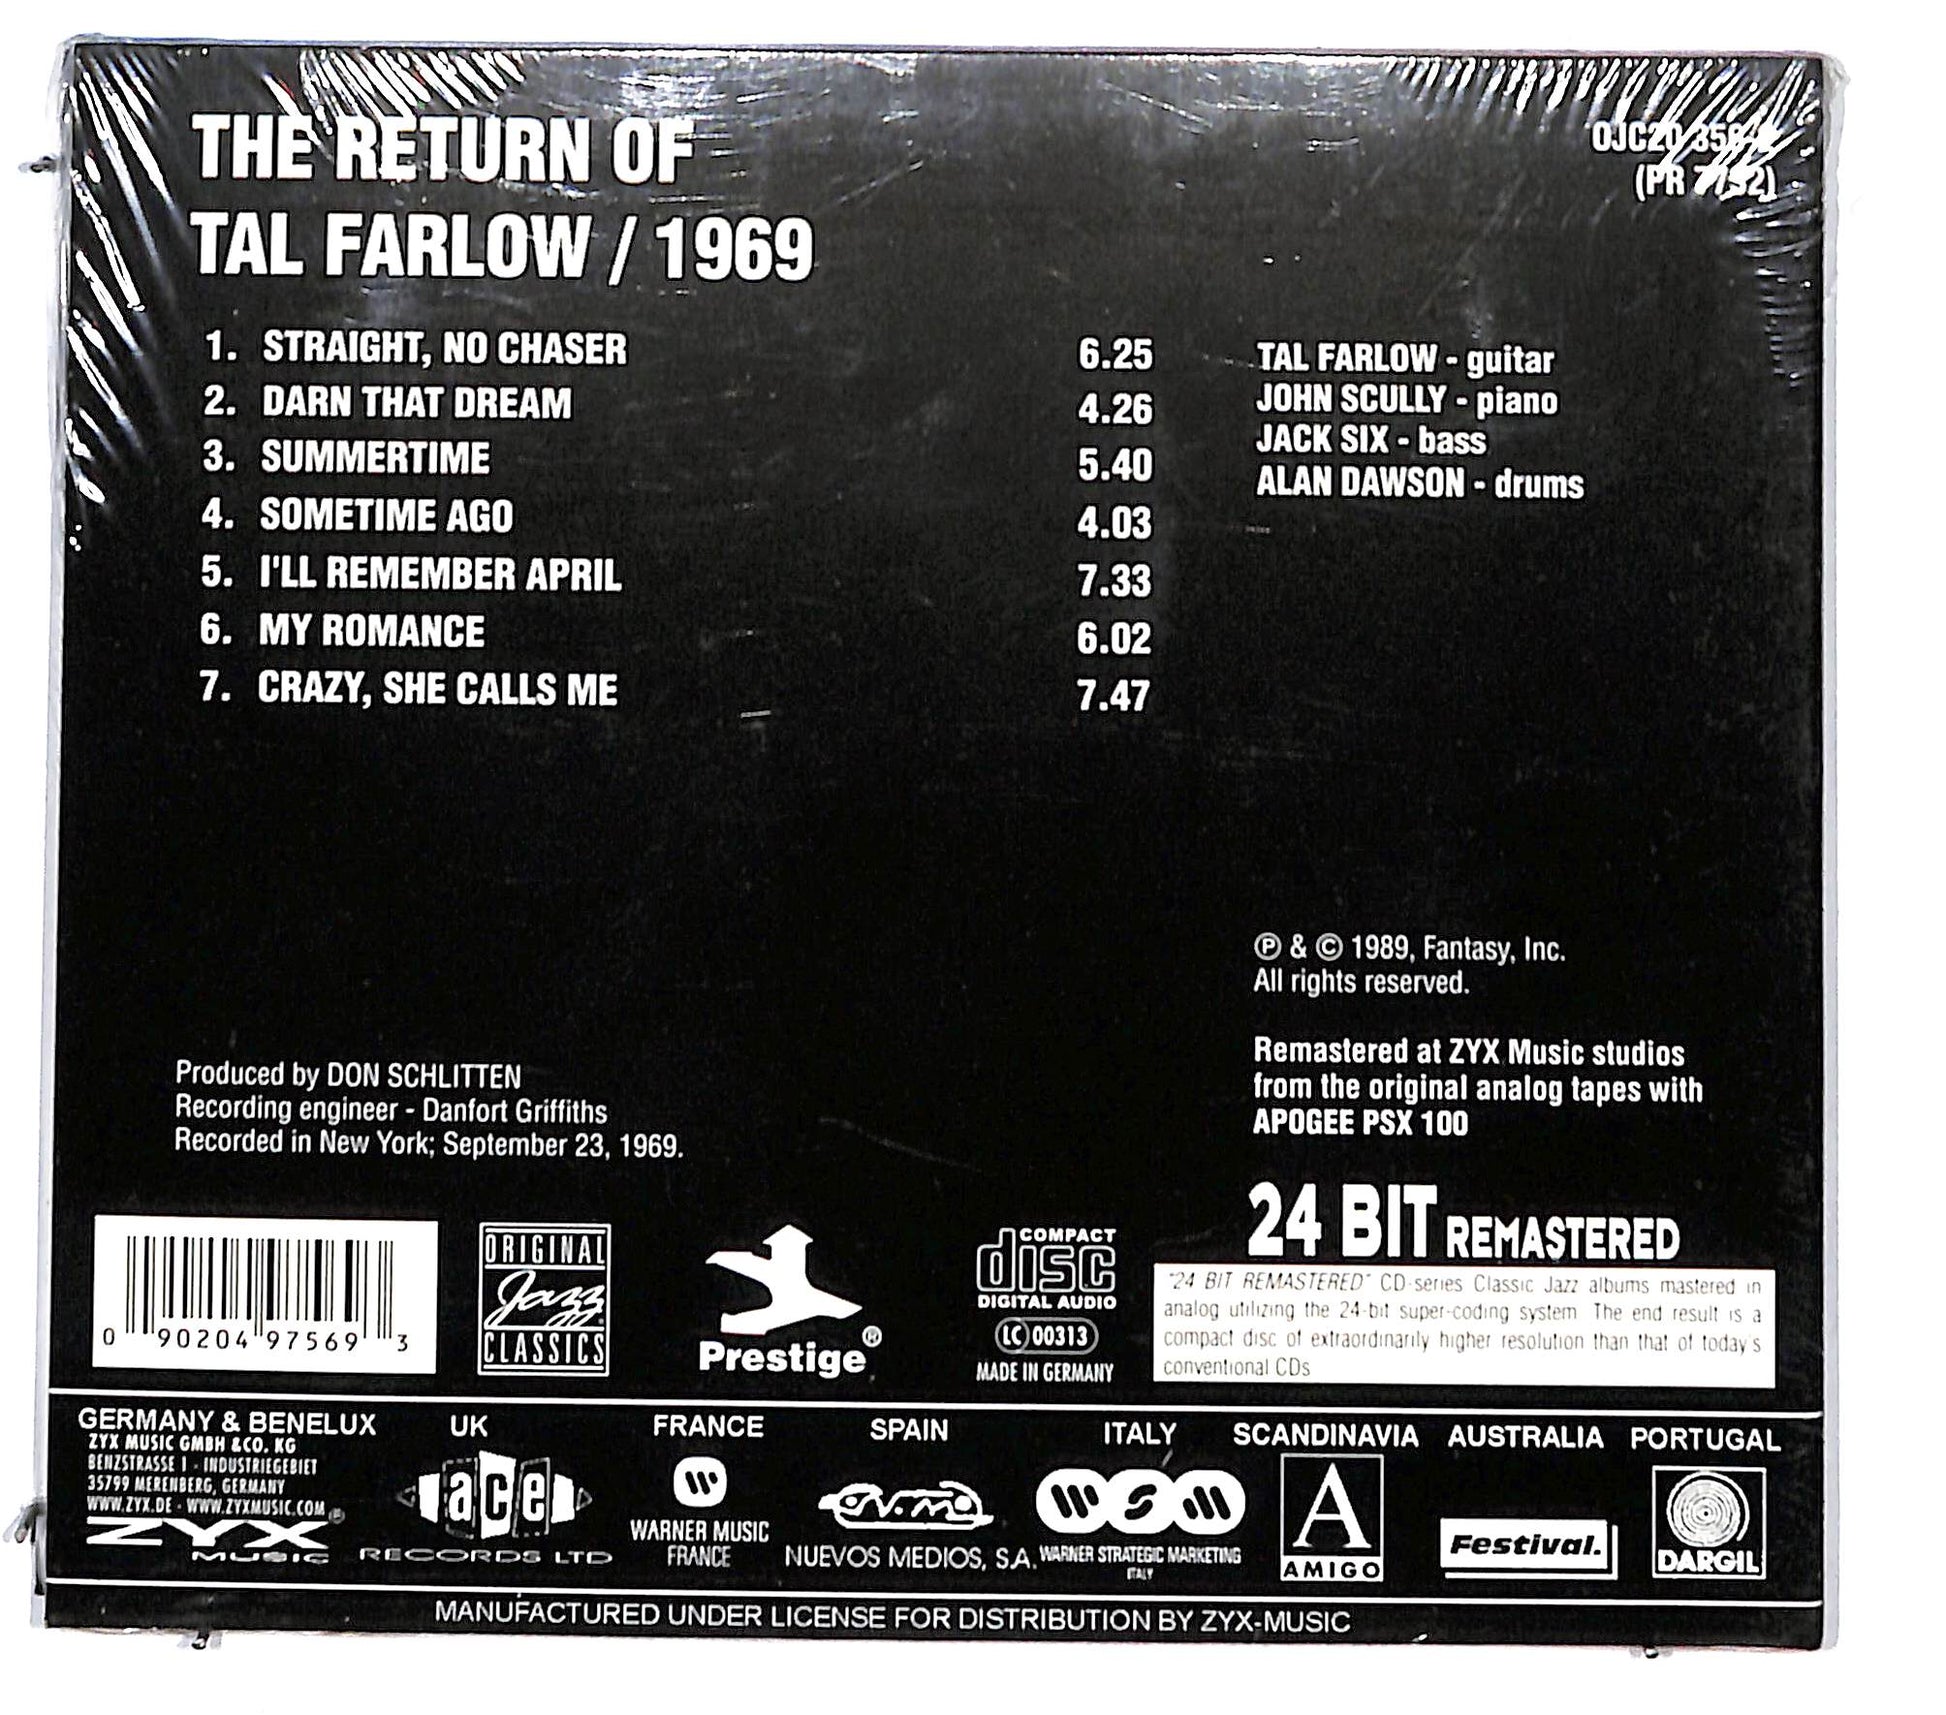 THE RETURN OF
TAL FARLOW / 1969
OJC20
(PR
1. STRAIGHT, NO CHASER 6.25
2. DARN THAT DREAM 4.26
3. SUMMERTIME 5.40
4. SOMETIME AGO 4.03
5. I'LL REMEMBER APRIL 7.33
6. MY ROMANCE 6.02
7. CRAZY, SHE CALLS ME 7.47
TAL FARLOW - guitar
JOHN SCULLY - piano
JACK SIX - bass
ALAN DAWSON - drums
℗ & © 1989, Fantasy, Inc.
All rights reserved.
Remastered at ZYX Music studios
from the original analog tapes with
APOGEE PSX 100
Produced by DON SCHLITTEN
Recording engineer - Danfort Griffiths
Recorded in New York; September 23, 1969.
0 90204 97569 3
ORIGINAL
Jazz
CLASSICS
Prestige®
COMPACT
disc
DIGITAL AUDIO
LC 00313
MADE IN GERMANY
24 BIT REMASTERED
"24 BIT REMASTERED" CD-series Classic Jazz albums mastered in
analog utilizing the 24-bit super-coding system. The end result is a
compact disc of extraordinarily higher resolution than that of today's
conventional CDs
GERMANY & BENELUX
ZYX MUSIC GMBH &CO. KG
BENZSTRASSE 1 - INDUSTRIEGEBIET
35799 MERENBERG, GERMANY
WWW.ZYX.DE - WWW.ZYXMUSIC.COM
ZYX®
MUSIC
UK
ace
RECORDS LTD
FRANCE
WARNER MUSIC
FRANCE
SPAIN
NUEVOS MEDIOS, S.A.
ITALY
WARNER STRATEGIC MARKETING
ITALY
SCANDINAVIA
A
AMIGO
AUSTRALIA
Festival.
PORTUGAL
DARGIL
MANUFACTURED UNDER LICENSE FOR DISTRIBUTION BY ZYX-MUSIC